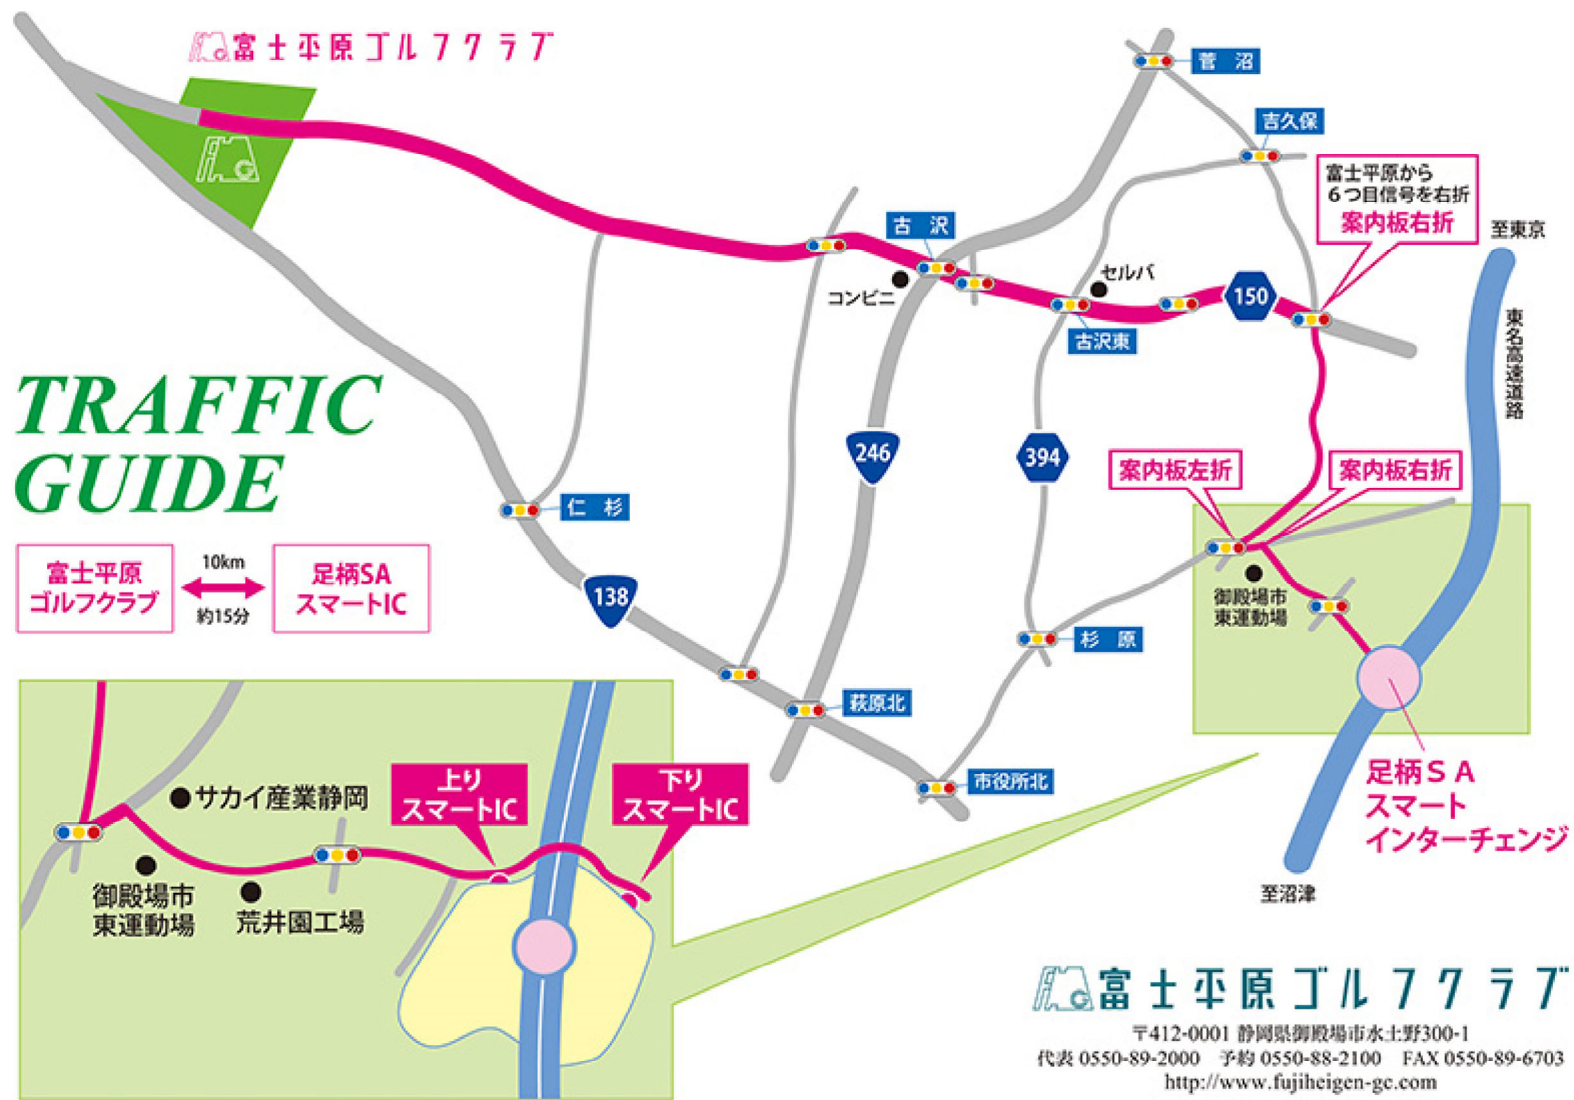 富士平原ゴルフクラブ
菅沼
吉久保
富士平原から
6つ目信号を右折
案内板右折
至東京
古沢
コンビニ
セルバ
150
古沢東
東名高速道路
TRAFFIC
GUIDE
246
394
案内板左折
案内板右折
仁杉
富士平原
ゴルフクラブ
10km
約15分
足柄SA
スマートIC
138
御殿場市
東運動場
杉原
萩原北
市役所北
足柄SA
スマート
インターチェンジ
至沼津
サカイ産業静岡
上り
スマートIC
下り
スマートIC
御殿場市
東運動場
荒井園工場
富士平原ゴルフクラブ
〒412-0001 静岡県御殿場市水土野300-1
代表 0550-89-2000 予約 0550-88-2100 FAX 0550-89-6703
http://www.fujiheigen-gc.com